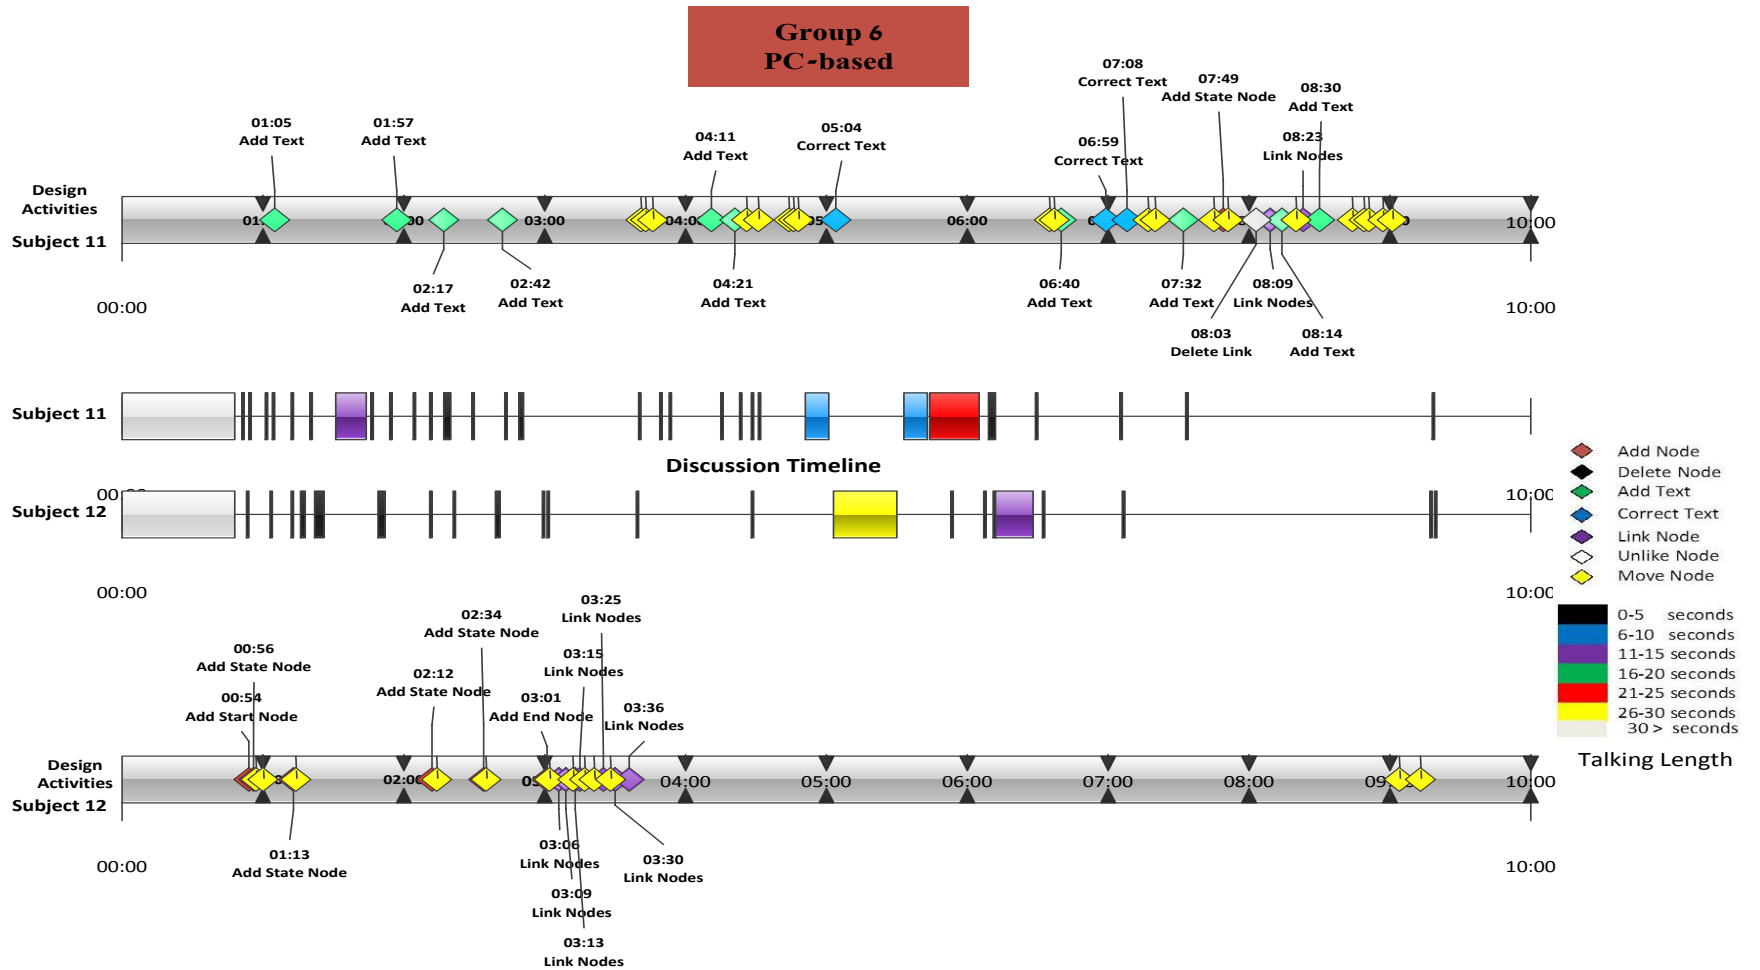 Group 6
PC-based
01:05
Add Text
01:57
Add Text
04:11
Add Text
05:04
Correct Text
06:59
Correct Text
07:08
Correct Text
07:49
Add State Node
08:23
Link Nodes
08:30
Add Text
Design
Activities
Subject 11
03:00
06:00
10:00
02:17
Add Text
02:42
Add Text
04:21
Add Text
06:40
Add Text
07:32
Add Text
08:09
Link Nodes
08:03
Delete Link
08:14
Add Text
00:00
10:00
Subject 11
Discussion Timeline
10:00
Subject 12
00:00
10:00
Add Node
Delete Node
Add Text
Correct Text
Link Node
Unlike Node
Move Node
0-5 seconds
6-10 seconds
11-15 seconds
16-20 seconds
21-25 seconds
26-30 seconds
30 > seconds
Talking Length
00:54
Add Start Node
00:56
Add State Node
02:12
Add State Node
02:34
Add State Node
03:01
Add End Node
03:15
Link Nodes
03:25
Link Nodes
03:36
Link Nodes
Design
Activities
Subject 12
02:00
04:00
05:00
06:00
07:00
08:00
10:00
01:13
Add State Node
03:06
Link Nodes
03:09
Link Nodes
03:13
Link Nodes
03:30
Link Nodes
00:00
10:00